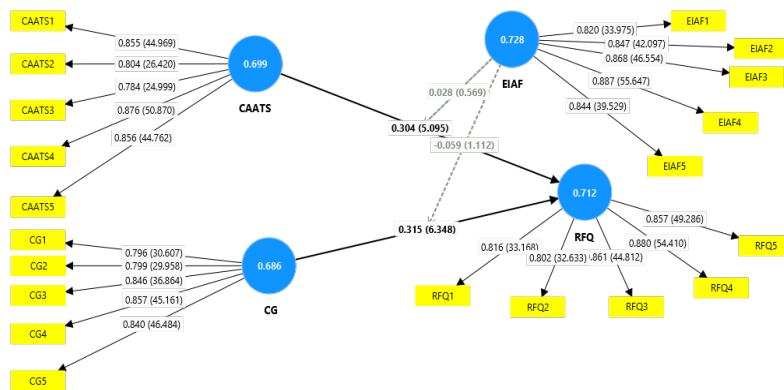 CAATS1
CAATS2
CAATS3
CAATS4
CAATS5
0.855 (44.969)
0.804 (26.420)
0.784 (24.999)
0.876 (50.870)
0.856 (44.762)
0.699
CAATS
0.728
EIAF
0.820 (33.975)
0.847 (42.097)
0.868 (46.554)
0.887 (55.647)
0.844 (39.529)
EIAF1
EIAF2
EIAF3
EIAF4
EIAF5
0.028 (0.569)
0.304 (5.095)
-0.059 (1.112)
0.315 (6.348)
CG1
CG2
CG3
CG4
CG5
0.796 (30.607)
0.799 (29.958)
0.846 (36.864)
0.857 (45.161)
0.840 (46.484)
0.686
CG
0.712
RFQ
0.816 (33.168)
0.802 (32.633)
.861 (44.812)
0.880 (54.410)
0.857 (49.286)
RFQ1
RFQ2
RFQ3
RFQ4
RFQ5